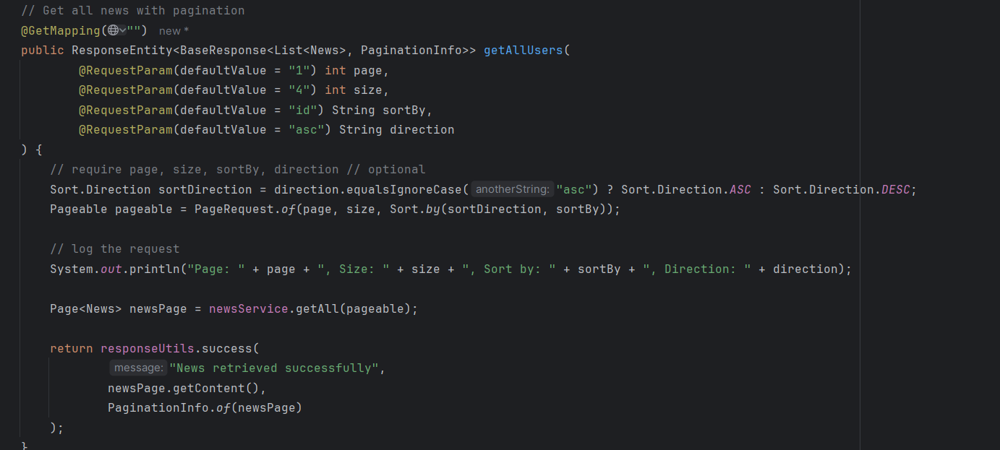 // Get all news with pagination
@GetMapping("") new *
public ResponseEntity<BaseResponse<List<News>, PaginationInfo>> getAllUsers(
@RequestParam(defaultValue = "1") int page,
@RequestParam(defaultValue = "4") int size,
@RequestParam(defaultValue = "id") String sortBy,
@RequestParam(defaultValue = "asc") String direction
) {
// require page, size, sortBy, direction // optional
Sort.Direction sortDirection = direction.equalsIgnoreCase( anotherString: "asc") ? Sort.Direction.ASC : Sort.Direction.DESC;
Pageable pageable = PageRequest.of(page, size, Sort.by(sortDirection, sortBy));
// log the request
System.out.println("Page: " + page + ", Size: " + size + ", Sort by: " + sortBy + ", Direction: " + direction);
Page<News> newsPage = newsService.getAll(pageable);
return responseUtils.success(
message: "News retrieved successfully",
newsPage.getContent(),
PaginationInfo.of(newsPage)
);
}